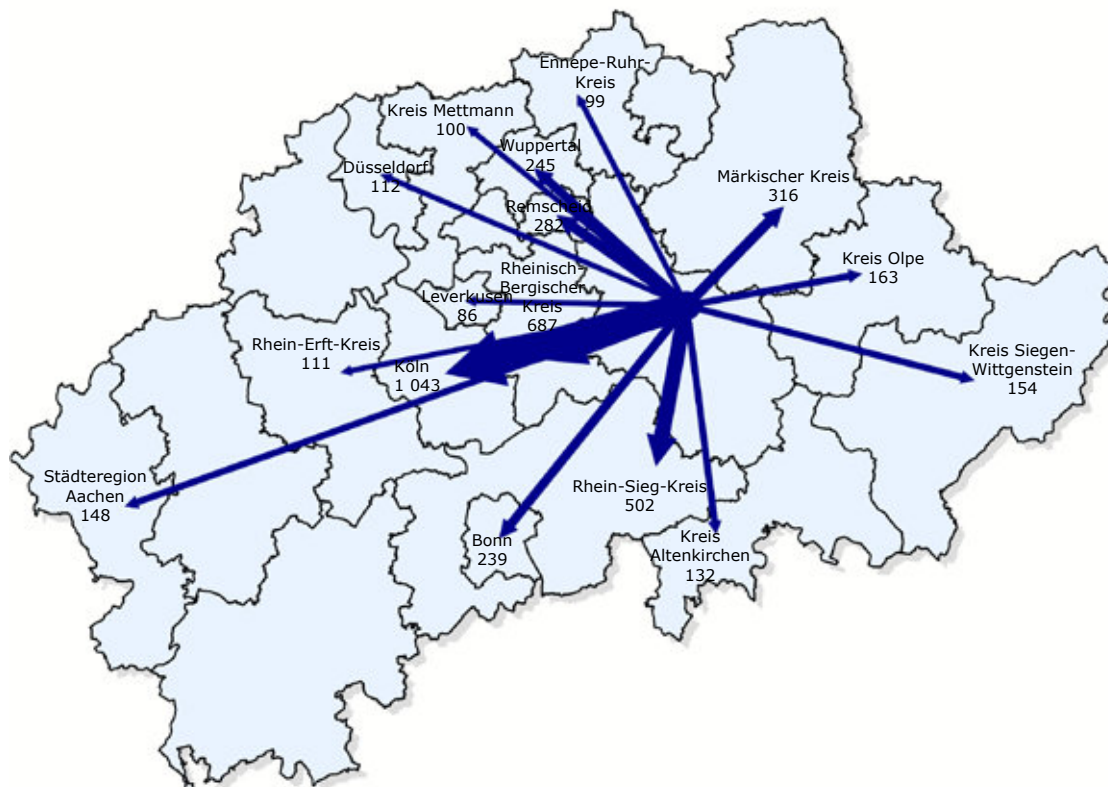 Ennepe-Ruhr-
Kreis
99
Kreis Mettmann
100
Wuppertal
245
Düsseldorf
112
Märkischer Kreis
316
Remscheid
282
Kreis Olpe
163
Rheinisch-
Bergischer
Kreis
687
Leverkusen
86
Rhein-Erft-Kreis
111
Köln
1 043
Kreis Siegen-
Wittgenstein
154
Städteregion
Aachen
148
Rhein-Sieg-Kreis
502
Bonn
239
Kreis
Altenkirchen
132